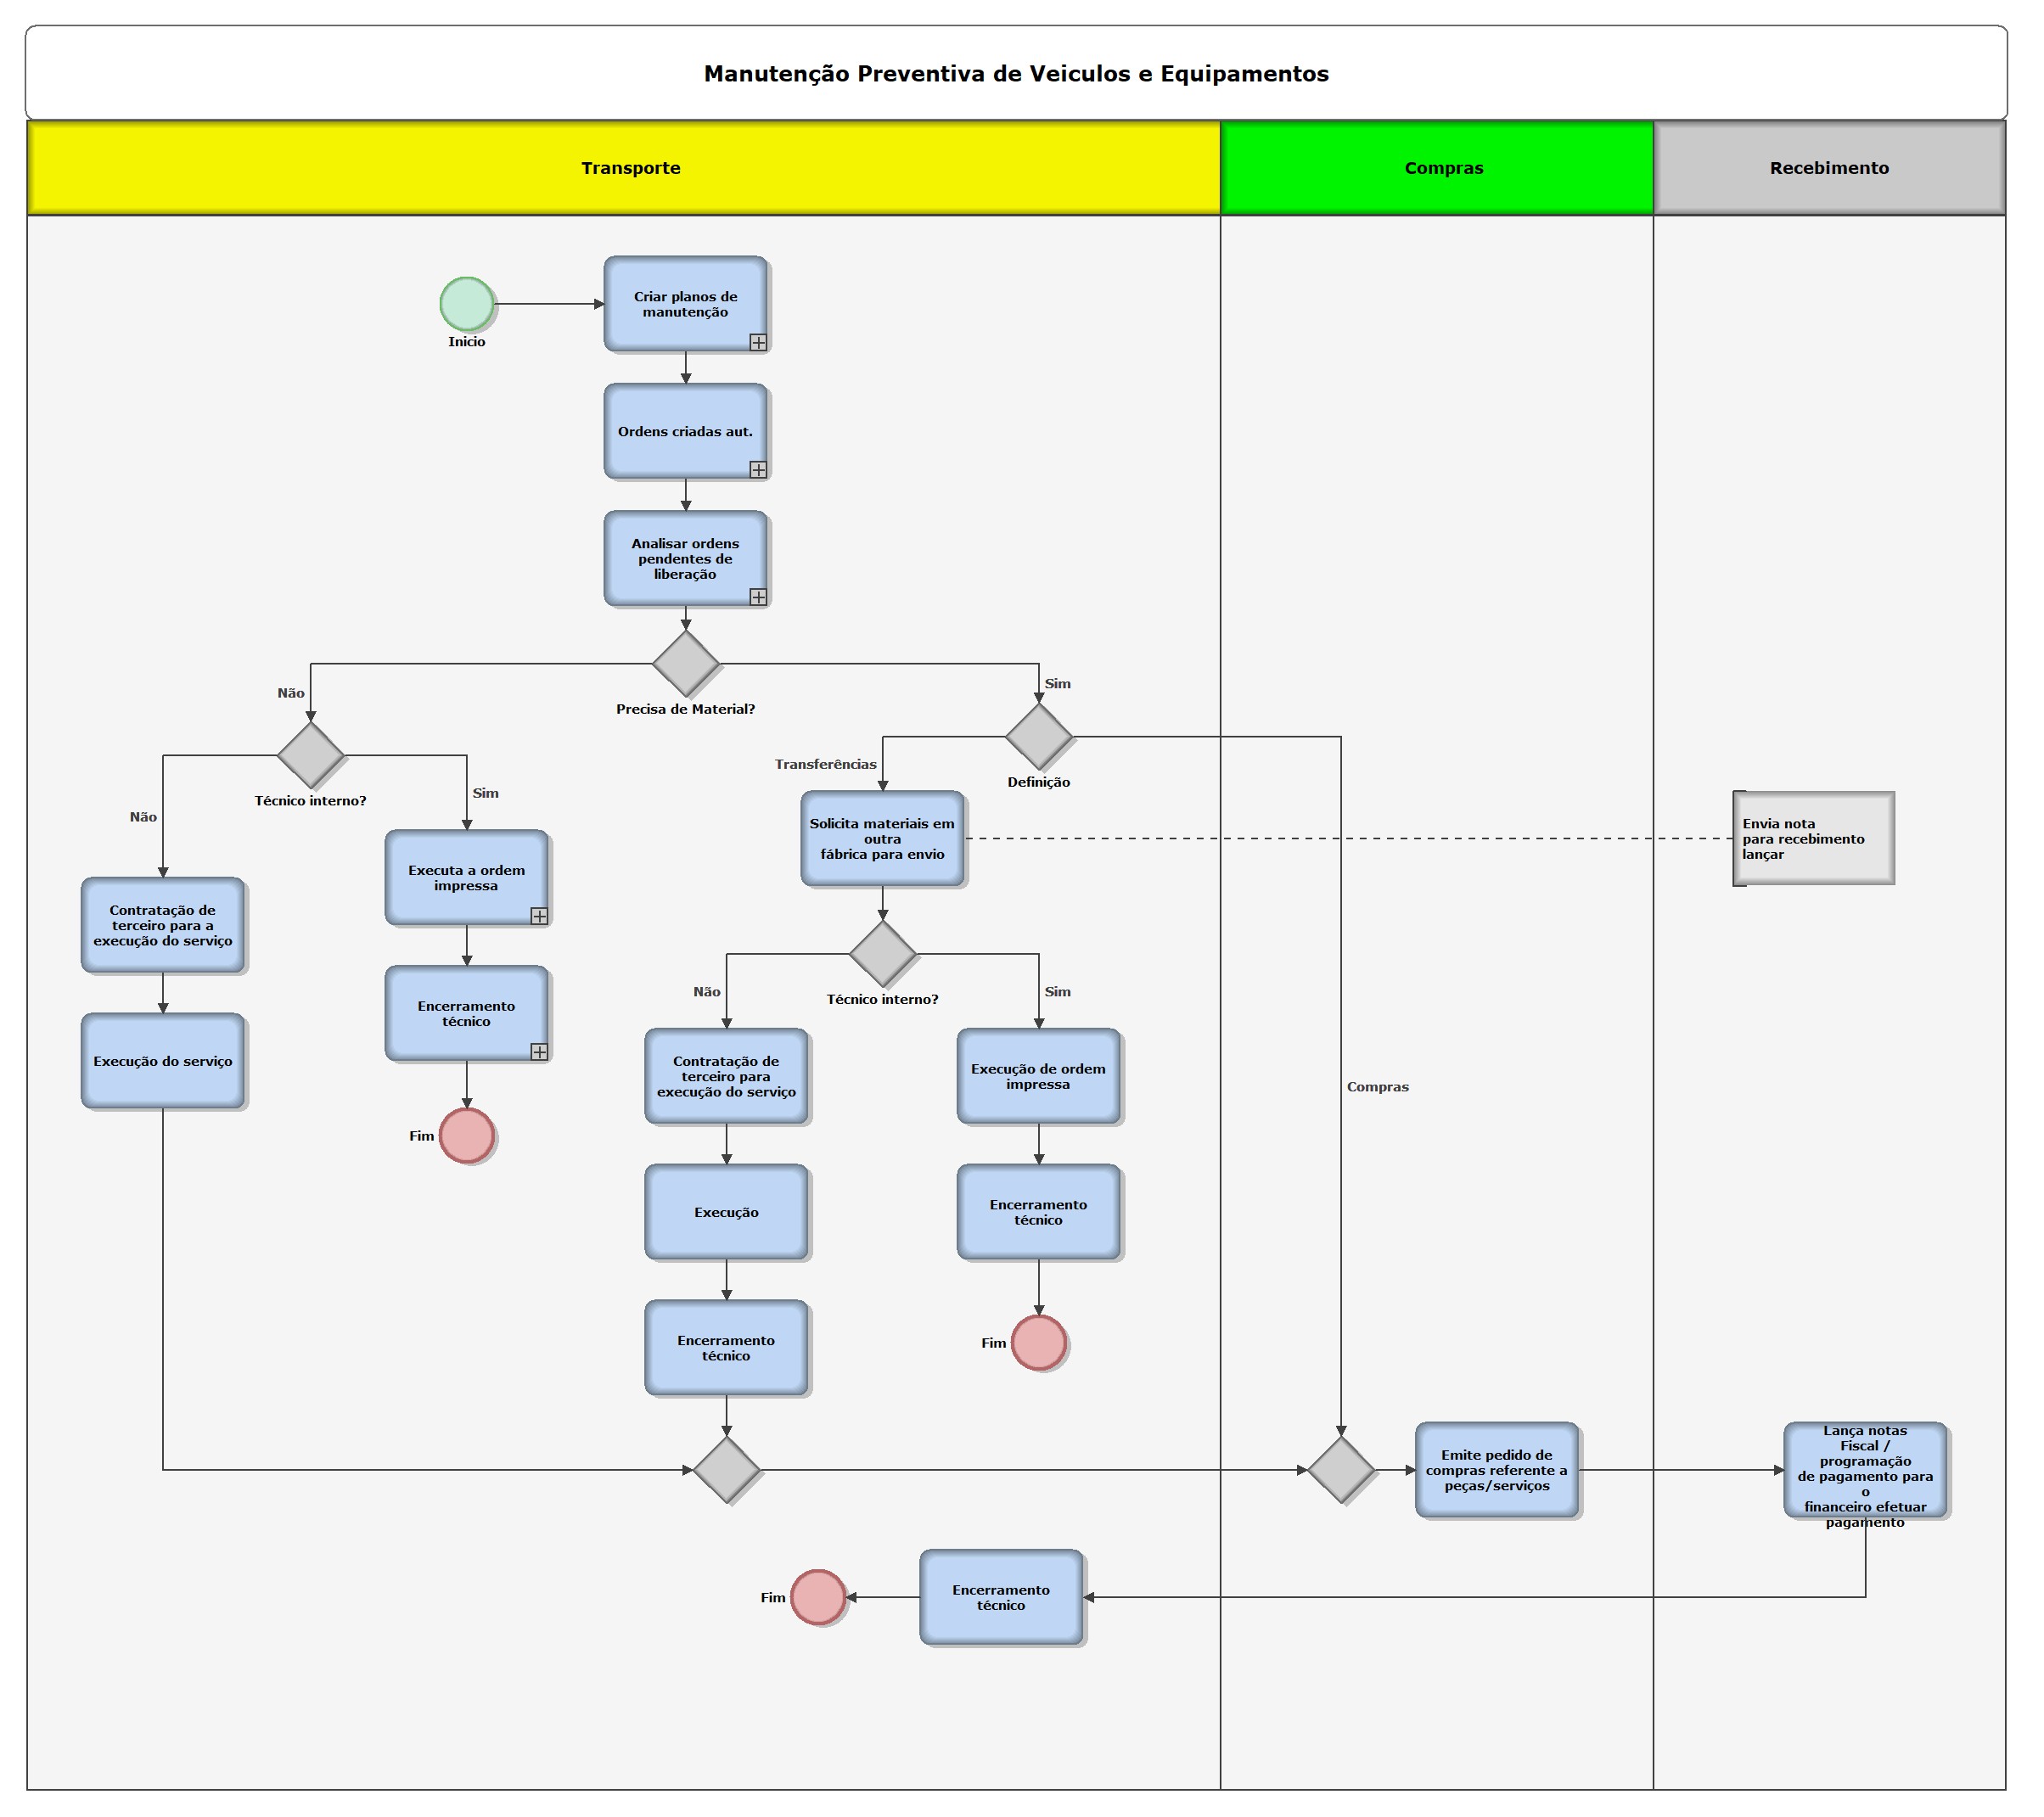 Manutenção Preventiva de Veiculos e Equipamentos
Transporte
Compras
Recebimento
Inicio
Criar planos de
manutenção
Ordens criadas aut.
Analisar ordens
pendentes de
liberação
Precisa de Material?
Não
Sim
Técnico interno?
Definição
Não
Sim
Transferências
Compras
Contratação de
terceiro para a
execução do serviço
Execução do serviço
Executa a ordem
impressa
Encerramento
técnico
Fim
Solicita materiais em
outra
fábrica para envio
Envia nota
para recebimento
lançar
Técnico interno?
Não
Sim
Contratação de
terceiro para
execução do serviço
Execução
Encerramento
técnico
Execução de ordem
impressa
Encerramento
técnico
Fim
Emite pedido de
compras referente a
peças/serviços
Lança notas
Fiscal /
programação
de pagamento para
o
financeiro efetuar
pagamento
Encerramento
técnico
Fim